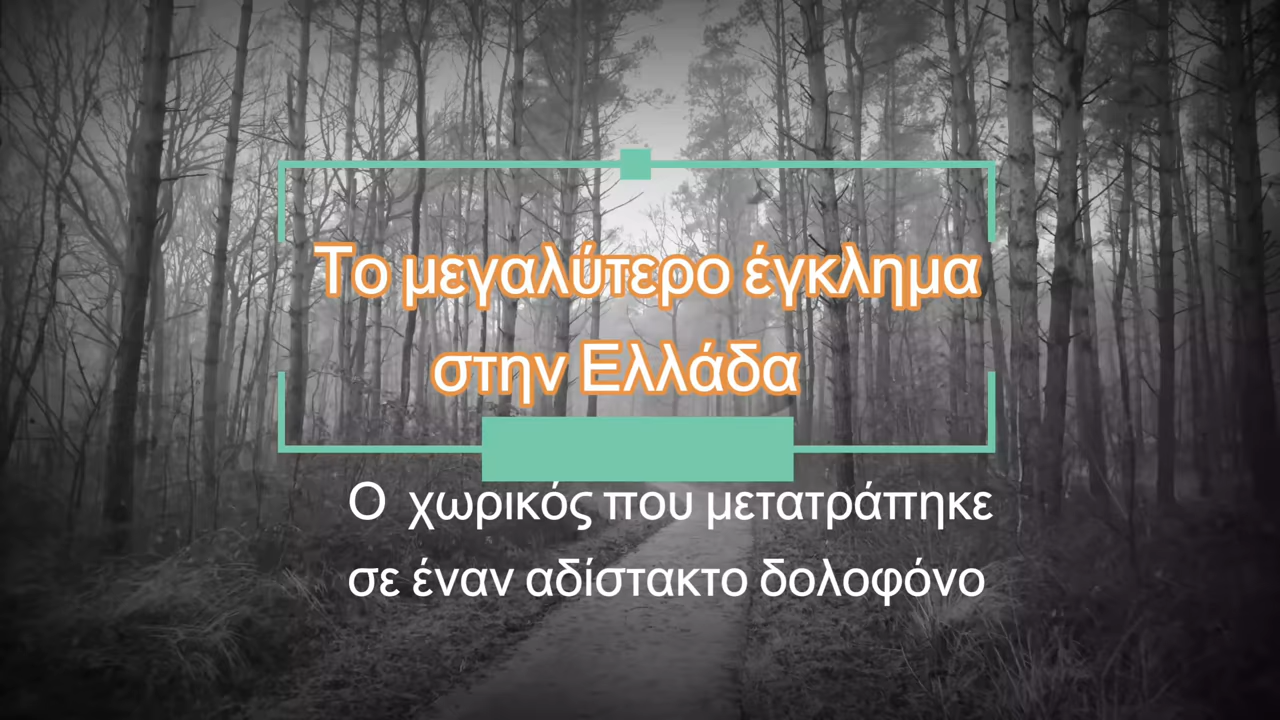 Το μεγαλύτερο έγκλημα
στην Ελλάδα
Ο χωρικός που μετατράπηκε
σε έναν αδίστακτο δολοφόνο